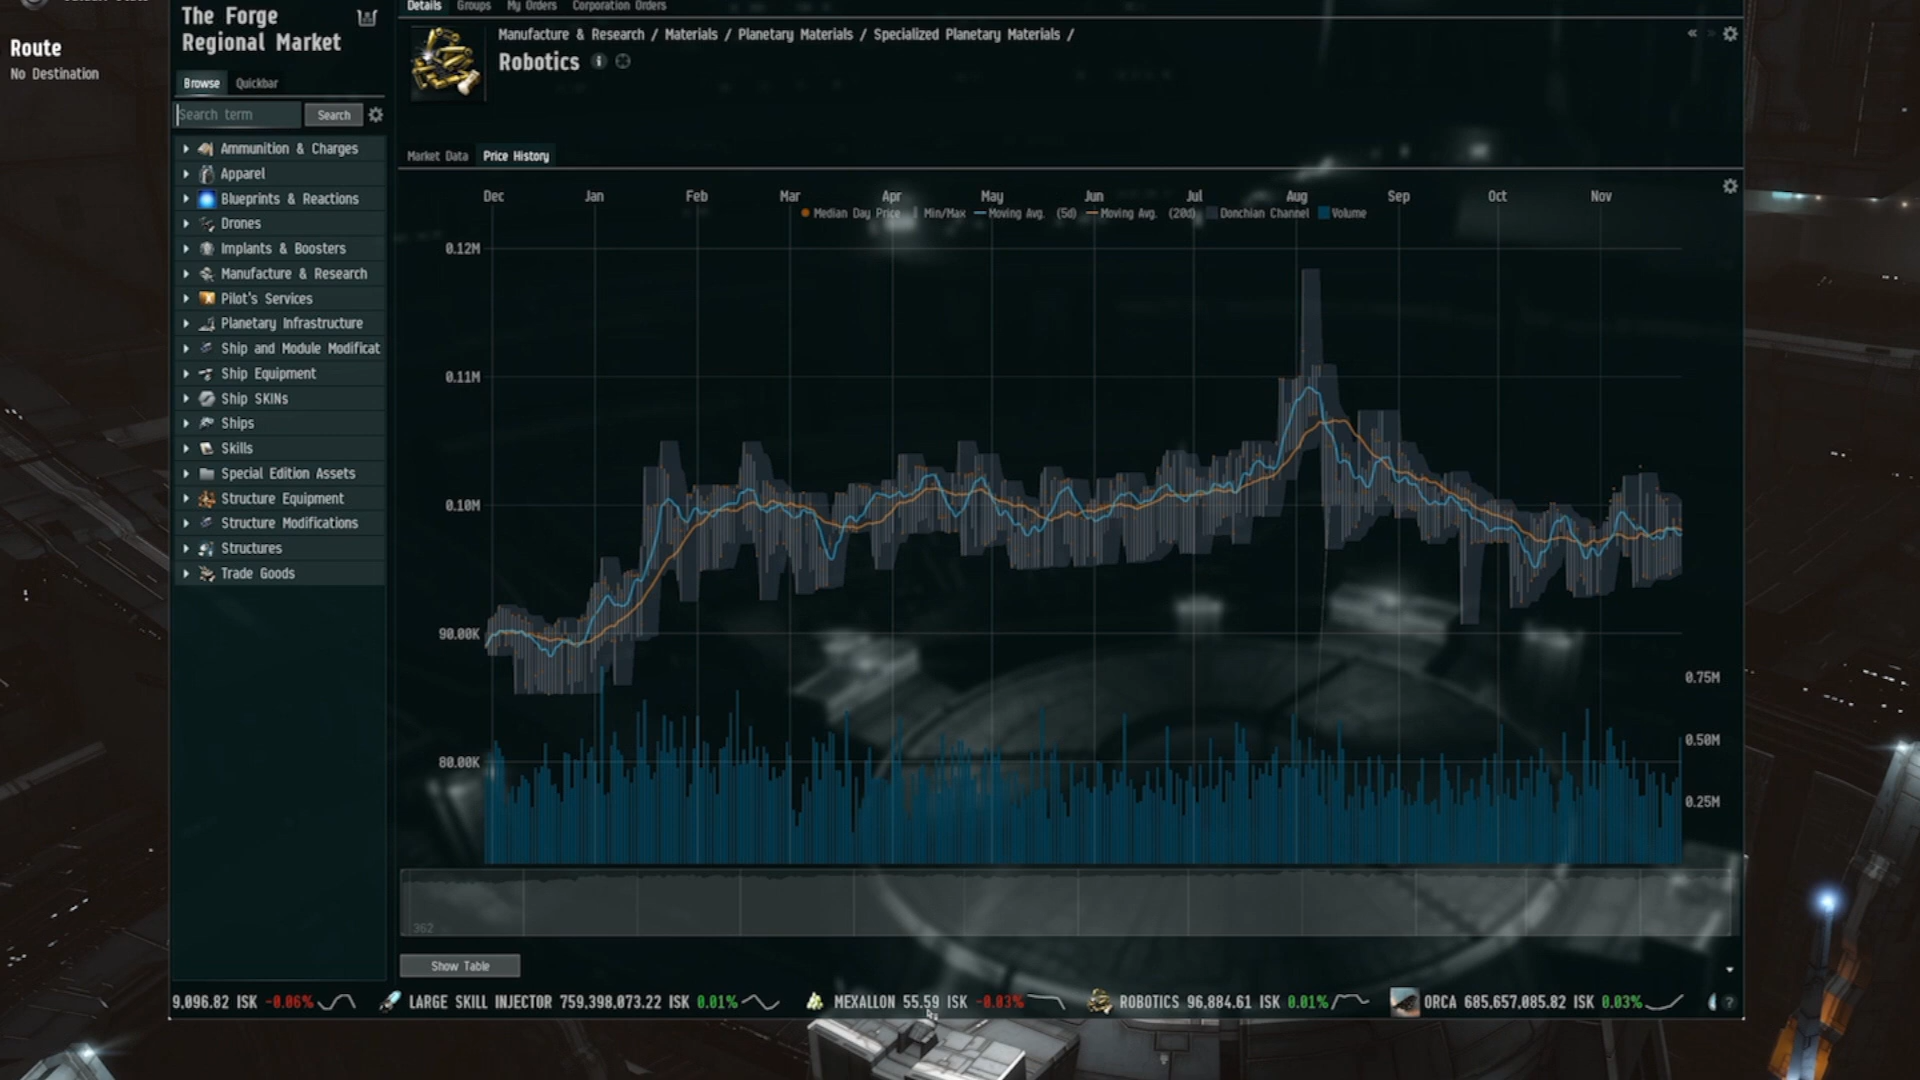 Route
No Destination
The Forge
Regional Market
Browse Quickbar
Search term Search
Ammunition & Charges
Apparel
Blueprints & Reactions
Drones
Implants & Boosters
Manufacture & Research
Pilot's Services
Planetary Infrastructure
Ship and Module Modificat
Ship Equipment
Ship SKINs
Ships
Skills
Special Edition Assets
Structure Equipment
Structure Modifications
Structures
Trade Goods
Details Groups My Orders Corporation Orders
Manufacture & Research / Materials / Planetary Materials / Specialized Planetary Materials /
Robotics
Market Data Price History
Dec Jan Feb Mar Apr May Jun Jul Aug Sep Oct Nov
Median Day Price Min/Max Moving Avg. (5d) Moving Avg. (20d) Donchian Channel Volume
0.12M
0.11M
0.10M
90.00K
80.00K
0.75M
0.50M
0.25M
362
Show Table
9,096.82 ISK -0.06% LARGE SKILL INJECTOR 759,398,073.22 ISK 0.01% MEXALLON 55.59 ISK -0.03% ROBOTICS 96,884.61 ISK 0.01% ORCA 685,657,085.82 ISK 0.03%